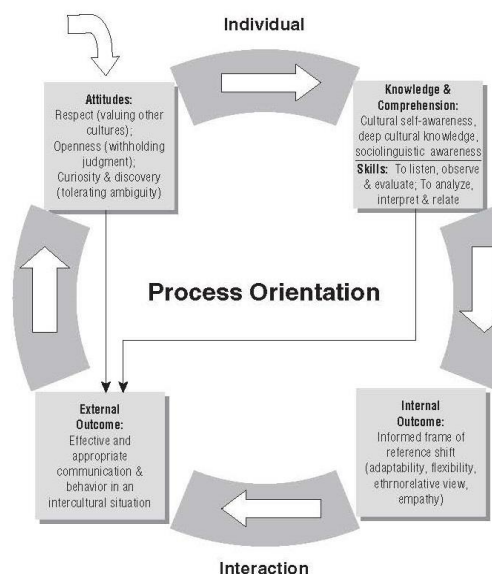 Individual
Attitudes:
Respect (valuing other
cultures);
Openness (withholding
judgment);
Curiosity & discovery
(tolerating ambiguity)
Knowledge &
Comprehension:
Cultural self-awareness,
deep cultural knowledge,
sociolinguistic awareness
Skills: To listen, observe
& evaluate; To analyze,
interpret & relate
Process Orientation
External
Outcome:
Effective and
appropriate
communication &
behavior in an
intercultural situation
Internal
Outcome:
Informed frame of
reference shift
(adaptability, flexibility,
ethrnorelative view,
empathy)
Interaction